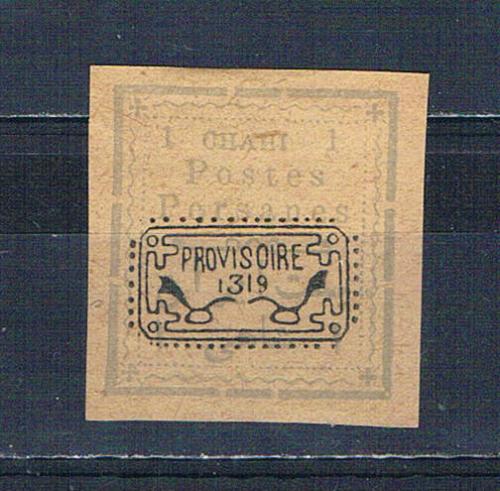 1 CHAHI 1
Postes
Persanes
PROVISOIRE
1319